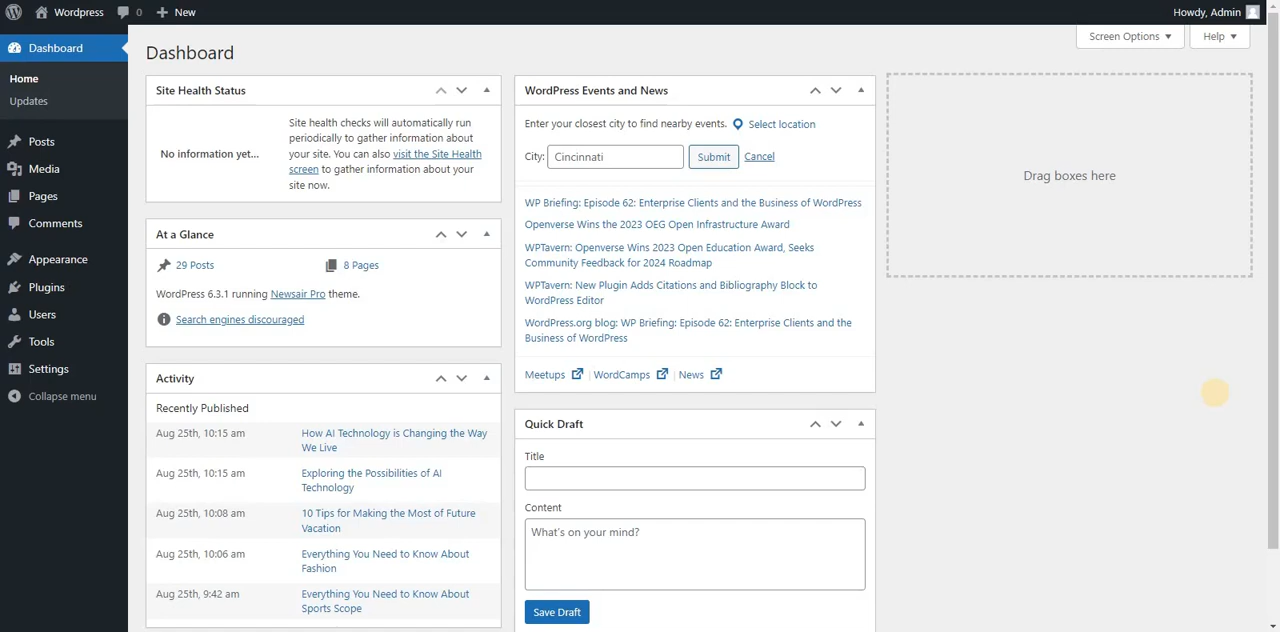 Wordpress 0 New
Howdy, Admin
Dashboard
Home
Updates
Posts
Media
Pages
Comments
Appearance
Plugins
Users
Tools
Settings
Collapse menu
Screen Options ▼
Help ▼
Dashboard
Site Health Status
No information yet...
Site health checks will automatically run
periodically to gather information about
your site. You can also visit the Site Health
screen to gather information about your
site now.
At a Glance
29 Posts
8 Pages
WordPress 6.3.1 running Newsair Pro theme.
Search engines discouraged
Activity
Recently Published
Aug 25th, 10:15 am
How AI Technology is Changing the Way
We Live
Aug 25th, 10:15 am
Exploring the Possibilities of AI
Technology
Aug 25th, 10:08 am
10 Tips for Making the Most of Future
Vacation
Aug 25th, 10:06 am
Everything You Need to Know About
Fashion
Aug 25th, 9:42 am
Everything You Need to Know About
Sports Scope
WordPress Events and News
Enter your closest city to find nearby events. Select location
City: Cincinnati Submit Cancel
WP Briefing: Episode 62: Enterprise Clients and the Business of WordPress
Openverse Wins the 2023 OEG Open Infrastructure Award
WPTavern: Openverse Wins 2023 Open Education Award, Seeks
Community Feedback for 2024 Roadmap
WPTavern: New Plugin Adds Citations and Bibliography Block to
WordPress Editor
WordPress.org blog: WP Briefing: Episode 62: Enterprise Clients and the
Business of WordPress
Meetups | WordCamps | News
Quick Draft
Title
Content
What's on your mind?
Save Draft
Drag boxes here